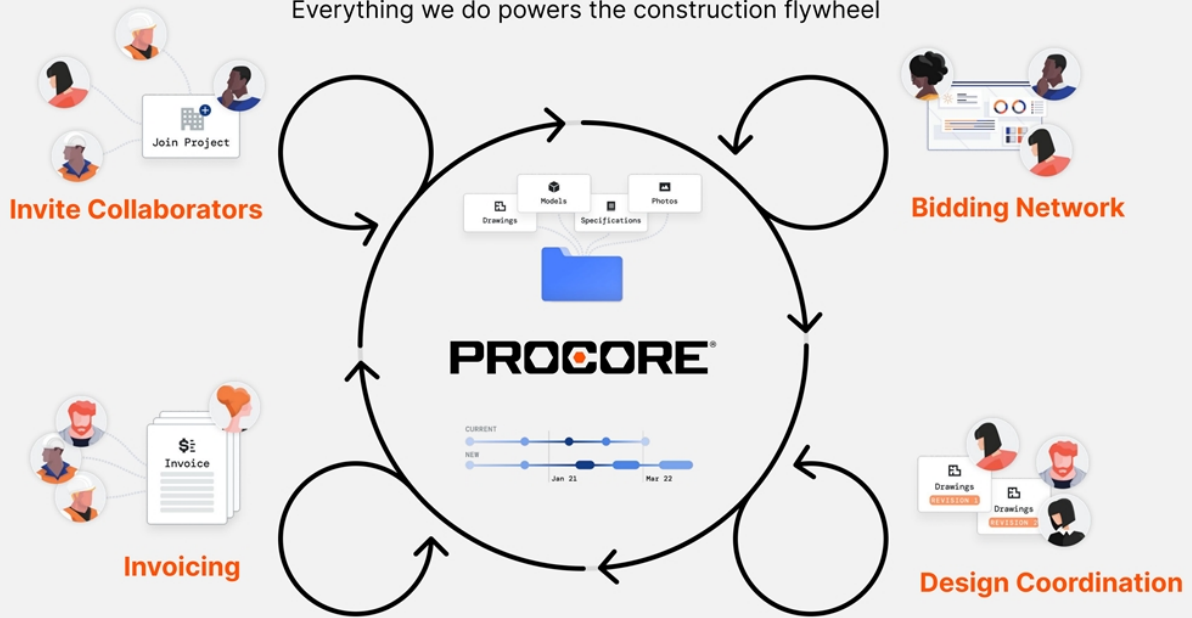 Everything we do powers the construction flywheel
Join Project
Invite Collaborators
Bidding Network
Models
Photos
Drawings
Specifications
PROCORE®
CURRENT
NEW
Jan 21
Mar 22
$
Invoice
Invoicing
Drawings
REVISION 1
Drawings
REVISION 1
Design Coordination